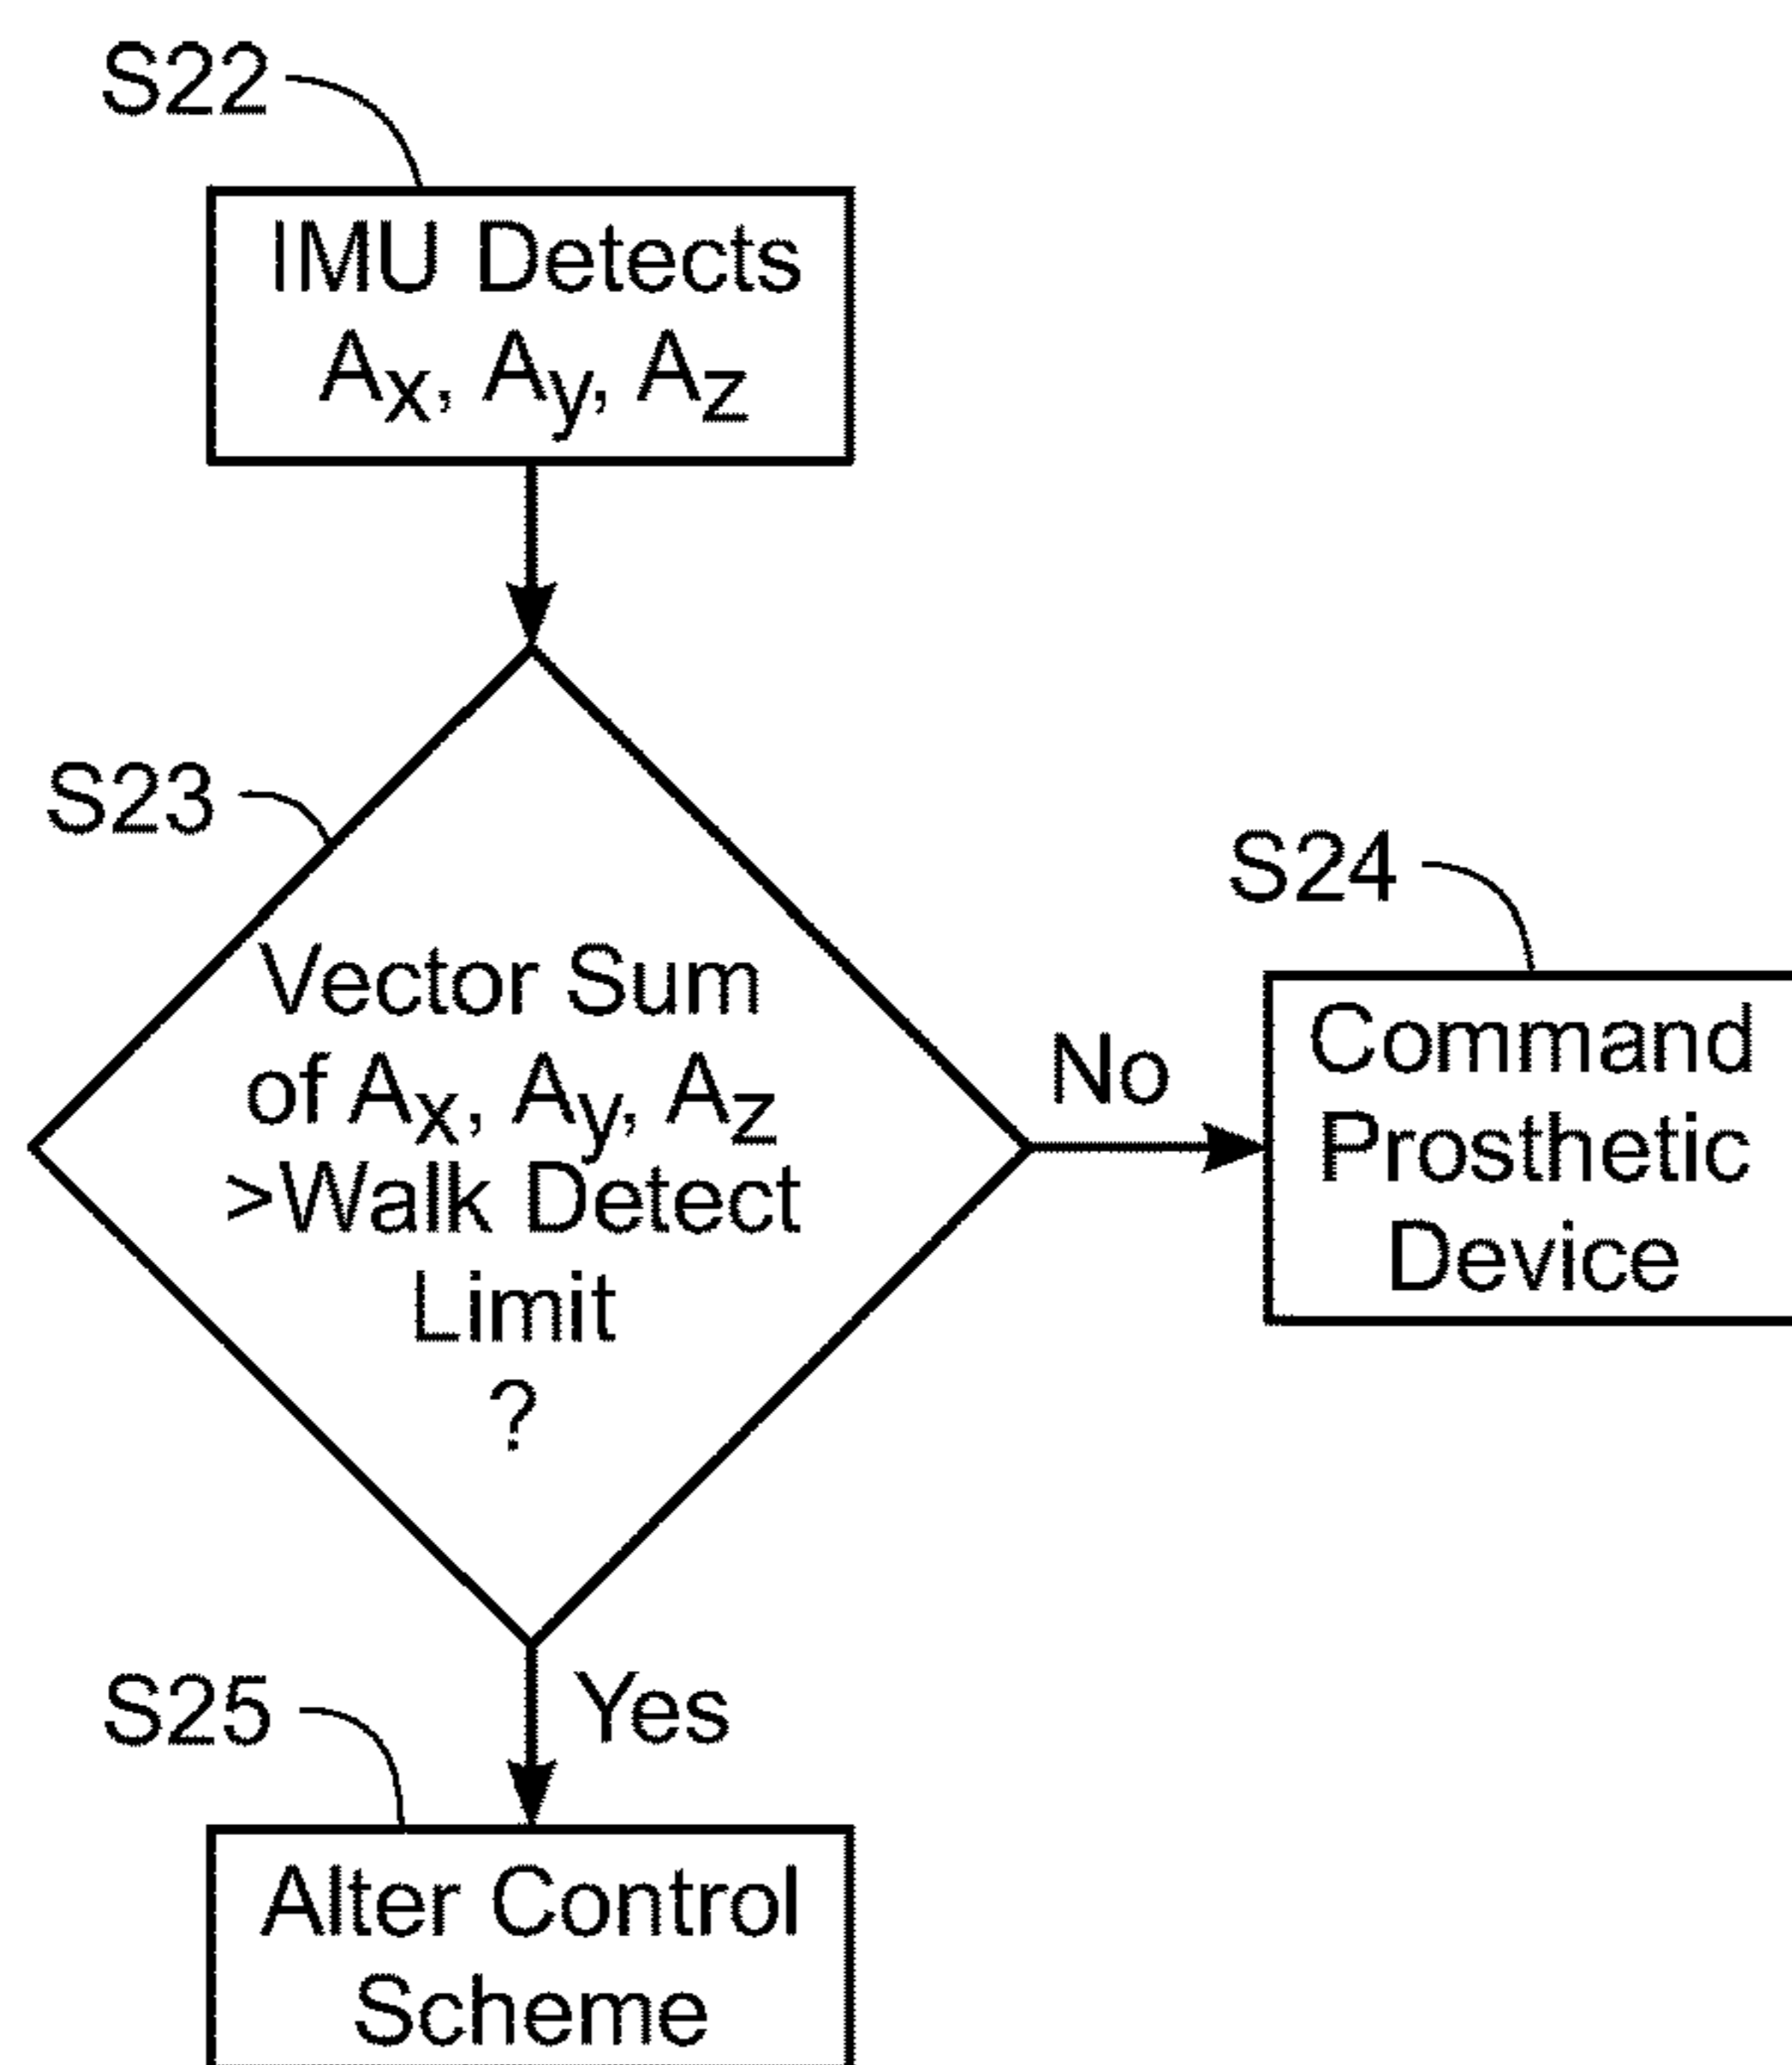 S22
IMU Detects
Ax, Ay, Az
S23
Vector Sum
of Ax, Ay, Az
>Walk Detect
Limit
?
No
S24
Command
Prosthetic
Device
Yes
S25
Alter Control
Scheme